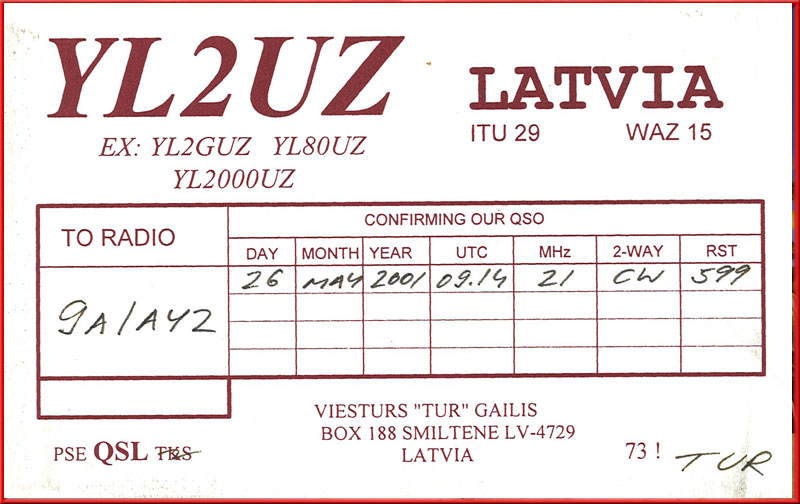 YL2UZ LATVIA
ITU 29 WAZ 15
EX: YL2GUZ YL80UZ
YL2000UZ
TO RADIO
CONFIRMING OUR QSO
DAY MONTH YEAR UTC MHz 2-WAY RST
26 MAY 2001 09.14 21 CW 599
9A/AY2
VIESTURS "TUR" GAILIS
BOX 188 SMILTENE LV-4729
LATVIA
PSE QSL TKS
73 ! TUR